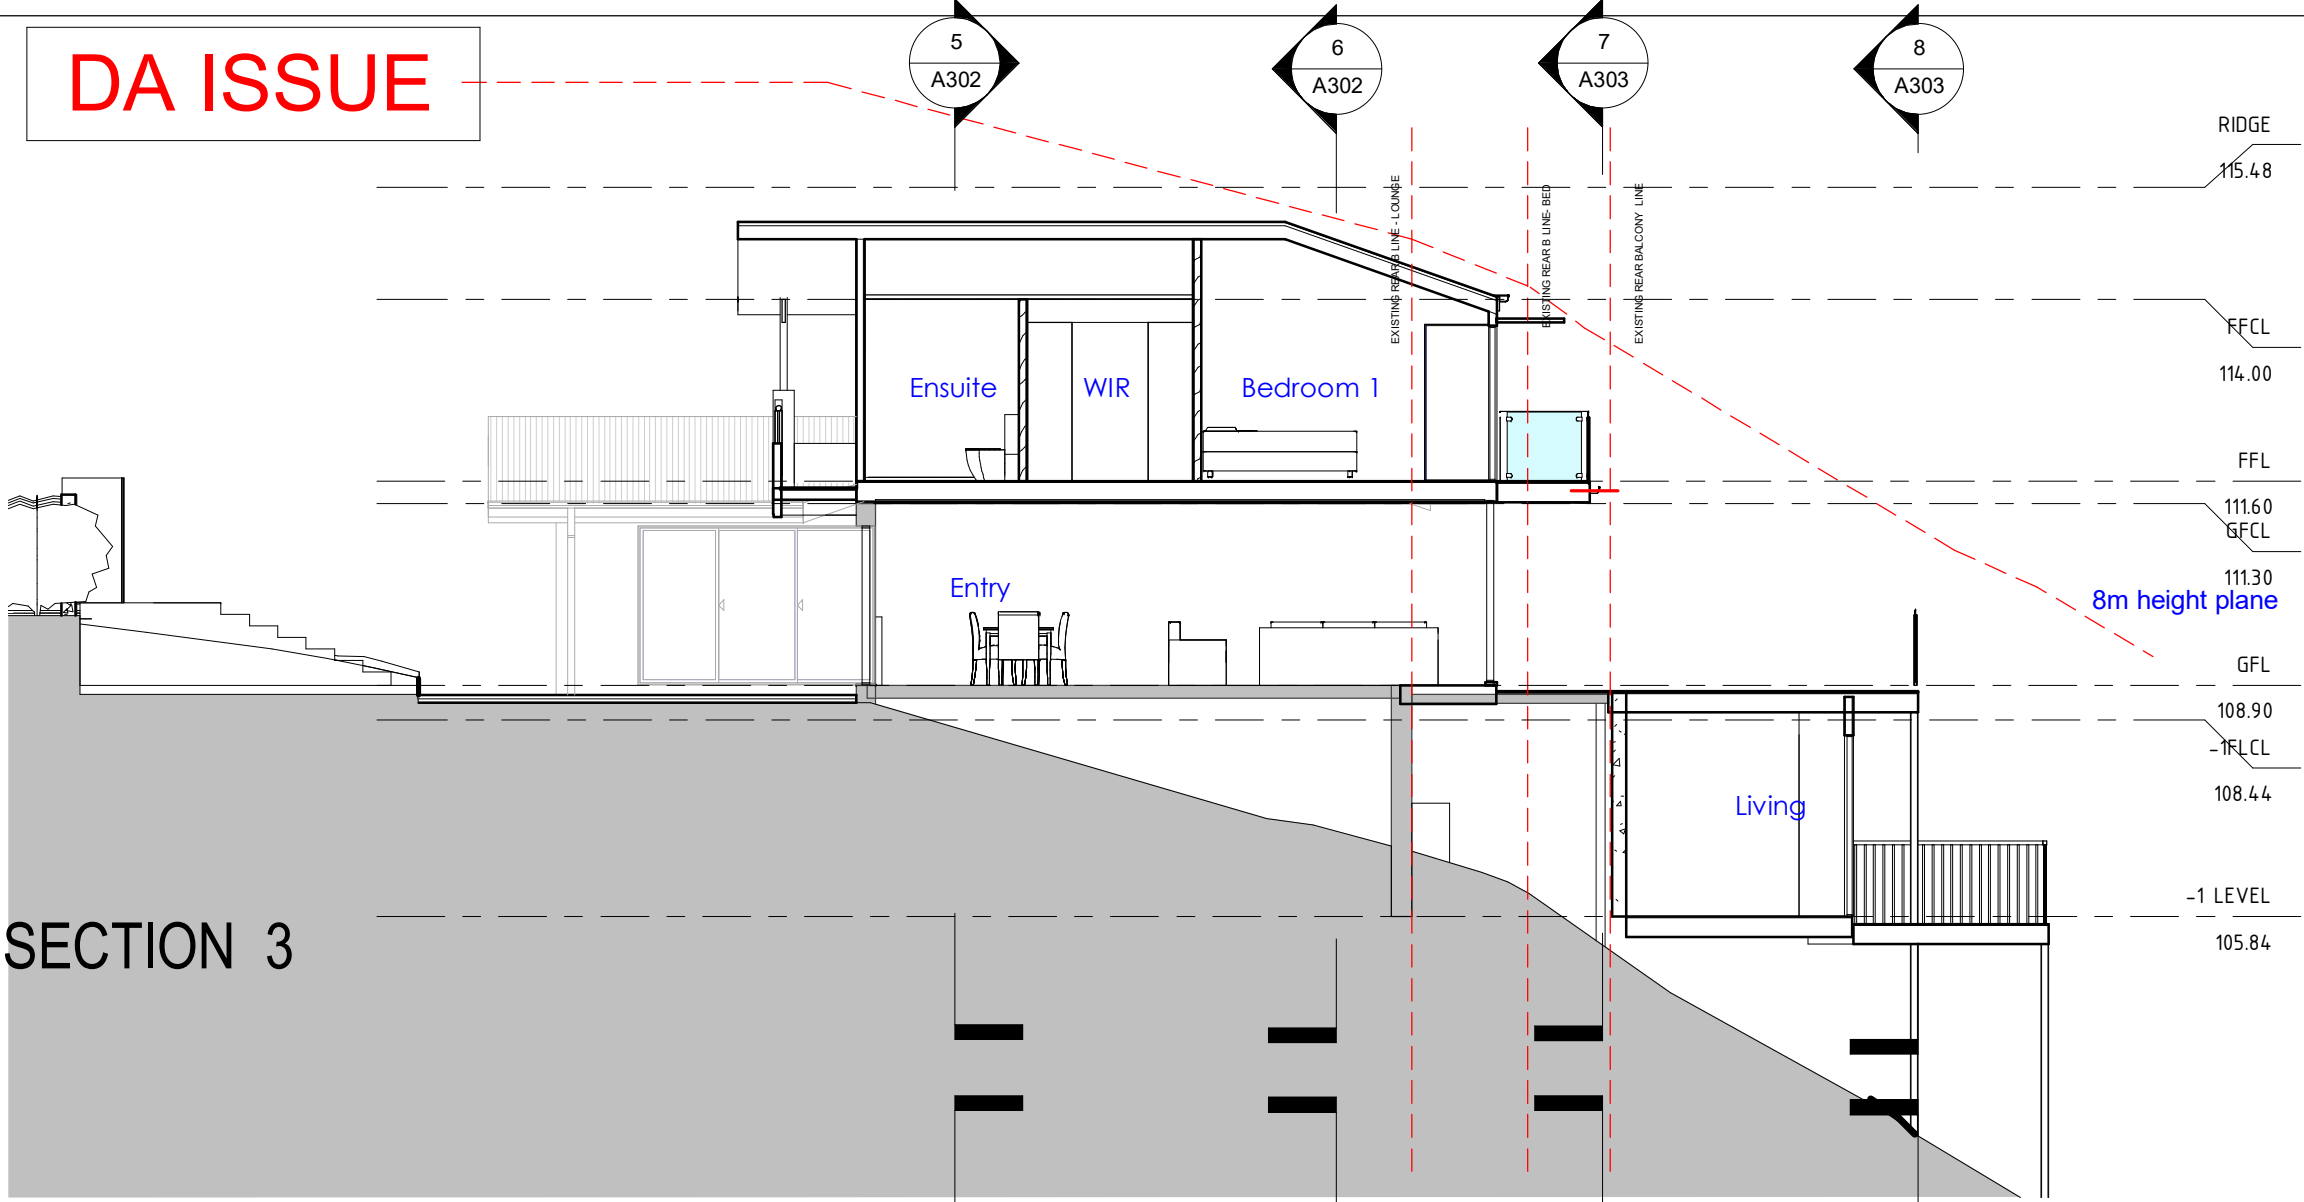 DA ISSUE
5
A302
6
A302
7
A303
8
A303
RIDGE
115.48
EXISTING REAR B LINE - LOUNGE
EXISTING REAR B LINE- BED
EXISTING REAR BALCONY LINE
FFCL
114.00
Ensuite
WIR
Bedroom 1
FFL
111.60
GFCL
111.30
Entry
8m height plane
GFL
108.90
-1FLCL
108.44
Living
-1 LEVEL
105.84
SECTION 3